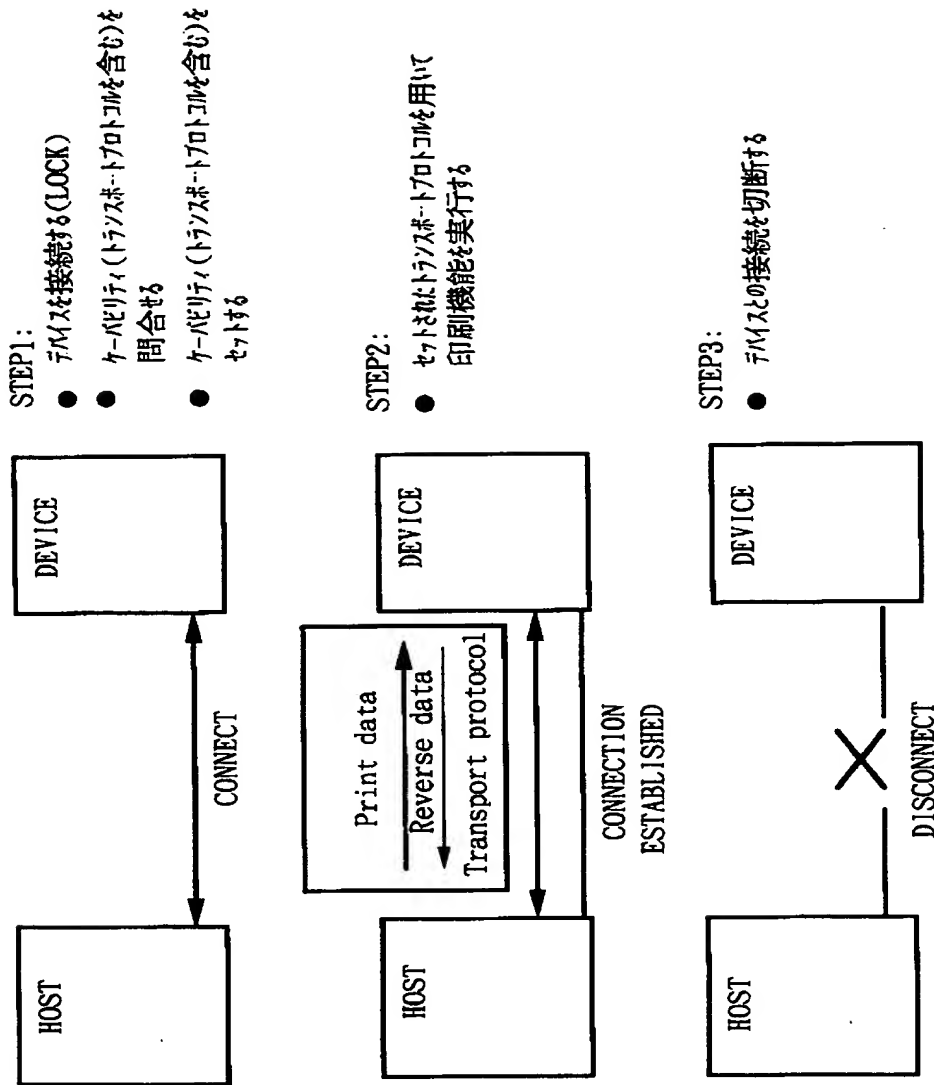 HOST
CONNECT
DEVICE
STEP1:
● デバイスを接続する(LOCK)
● ケーパビリティ(トランスポートプロトコルを含む)を
問合せる
● ケーパビリティ(トランスポートプロトコルを含む)を
セットする
HOST
Print data
Reverse data
Transport protocol
CONNECTION
ESTABLISHED
DEVICE
STEP2:
● セットされたトランスポートプロトコルを用いて
印刷機能を実行する
HOST
DISCONNECT
DEVICE
STEP3:
● デバイスとの接続を切断する